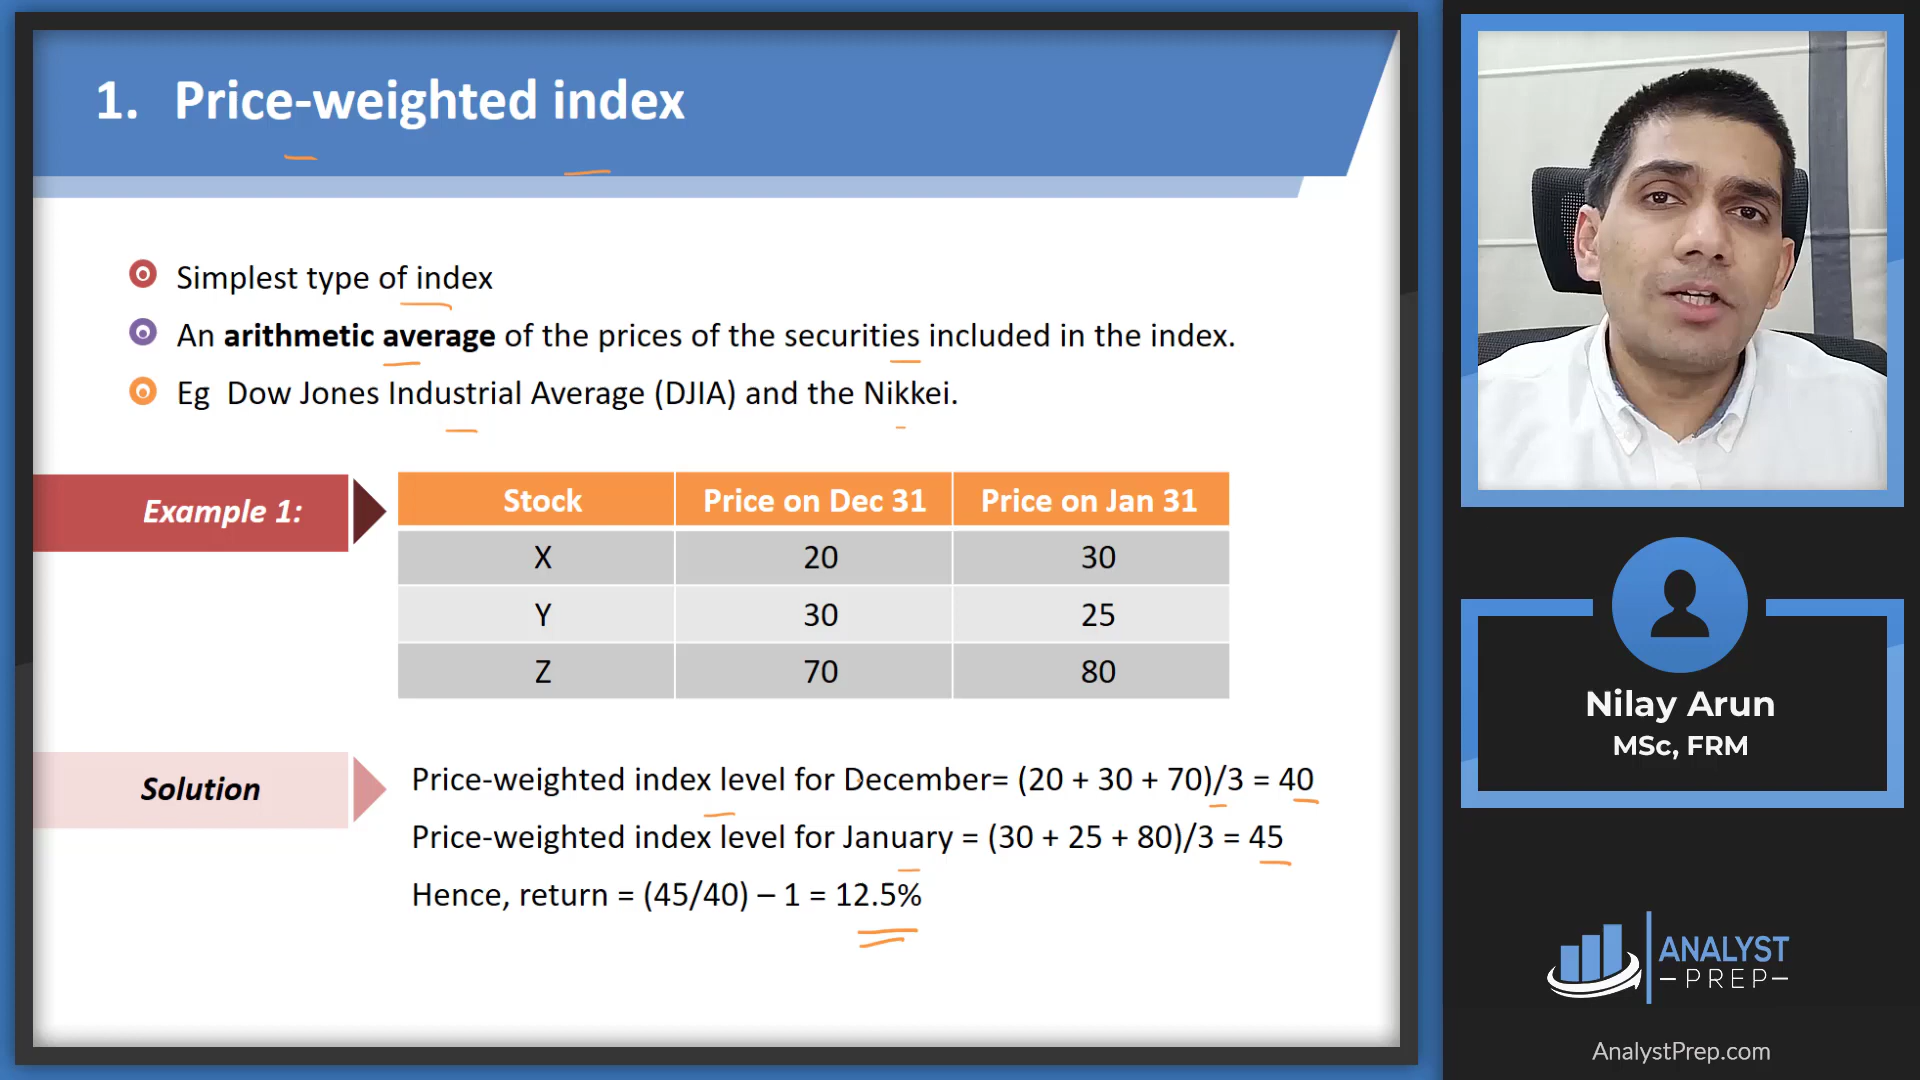 1. Price-weighted index
Simplest type of index
An arithmetic average of the prices of the securities included in the index.
Eg Dow Jones Industrial Average (DJIA) and the Nikkei.
Example 1:
Stock Price on Dec 31 Price on Jan 31
X 20 30
Y 30 25
Z 70 80
Solution
Price-weighted index level for December= (20 + 30 + 70)/3 = 40
Price-weighted index level for January = (30 + 25 + 80)/3 = 45
Hence, return = (45/40) – 1 = 12.5%
Nilay Arun
MSc, FRM
ANALYST
PREP
AnalystPrep.com